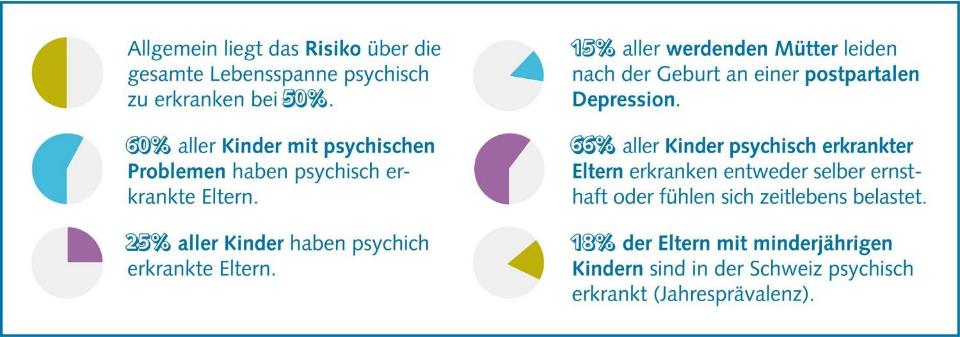 Allgemein liegt das Risiko über die
gesamte Lebensspanne psychisch
zu erkranken bei 50%.
60% aller Kinder mit psychischen
Problemen haben psychisch er-
krankte Eltern.
25% aller Kinder haben psychich
erkrankte Eltern.
15% aller werdenden Mütter leiden
nach der Geburt an einer postpartalen
Depression.
66% aller Kinder psychisch erkrankter
Eltern erkranken entweder selber ernst-
haft oder fühlen sich zeitlebens belastet.
18% der Eltern mit minderjährigen
Kindern sind in der Schweiz psychisch
erkrankt (Jahresprävalenz).